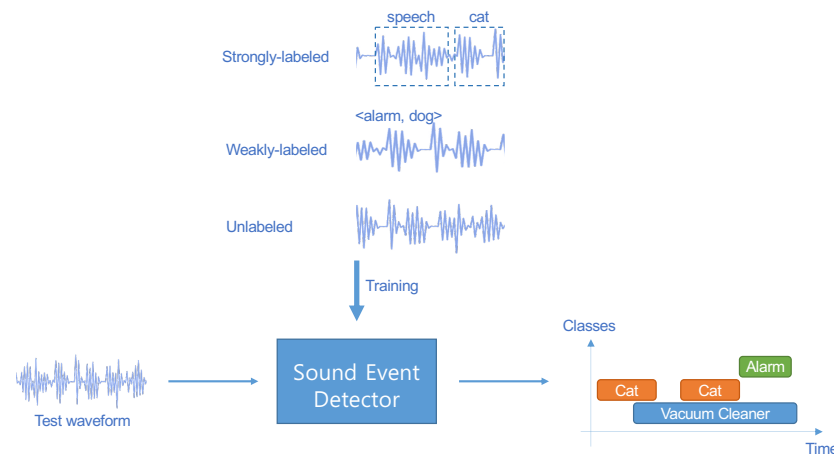 speech cat
Strongly-labeled
<alarm, dog>
Weakly-labeled
Unlabeled
Training
Classes
Sound Event
Detector
Test waveform
Alarm
Cat Cat
Vacuum Cleaner
Time